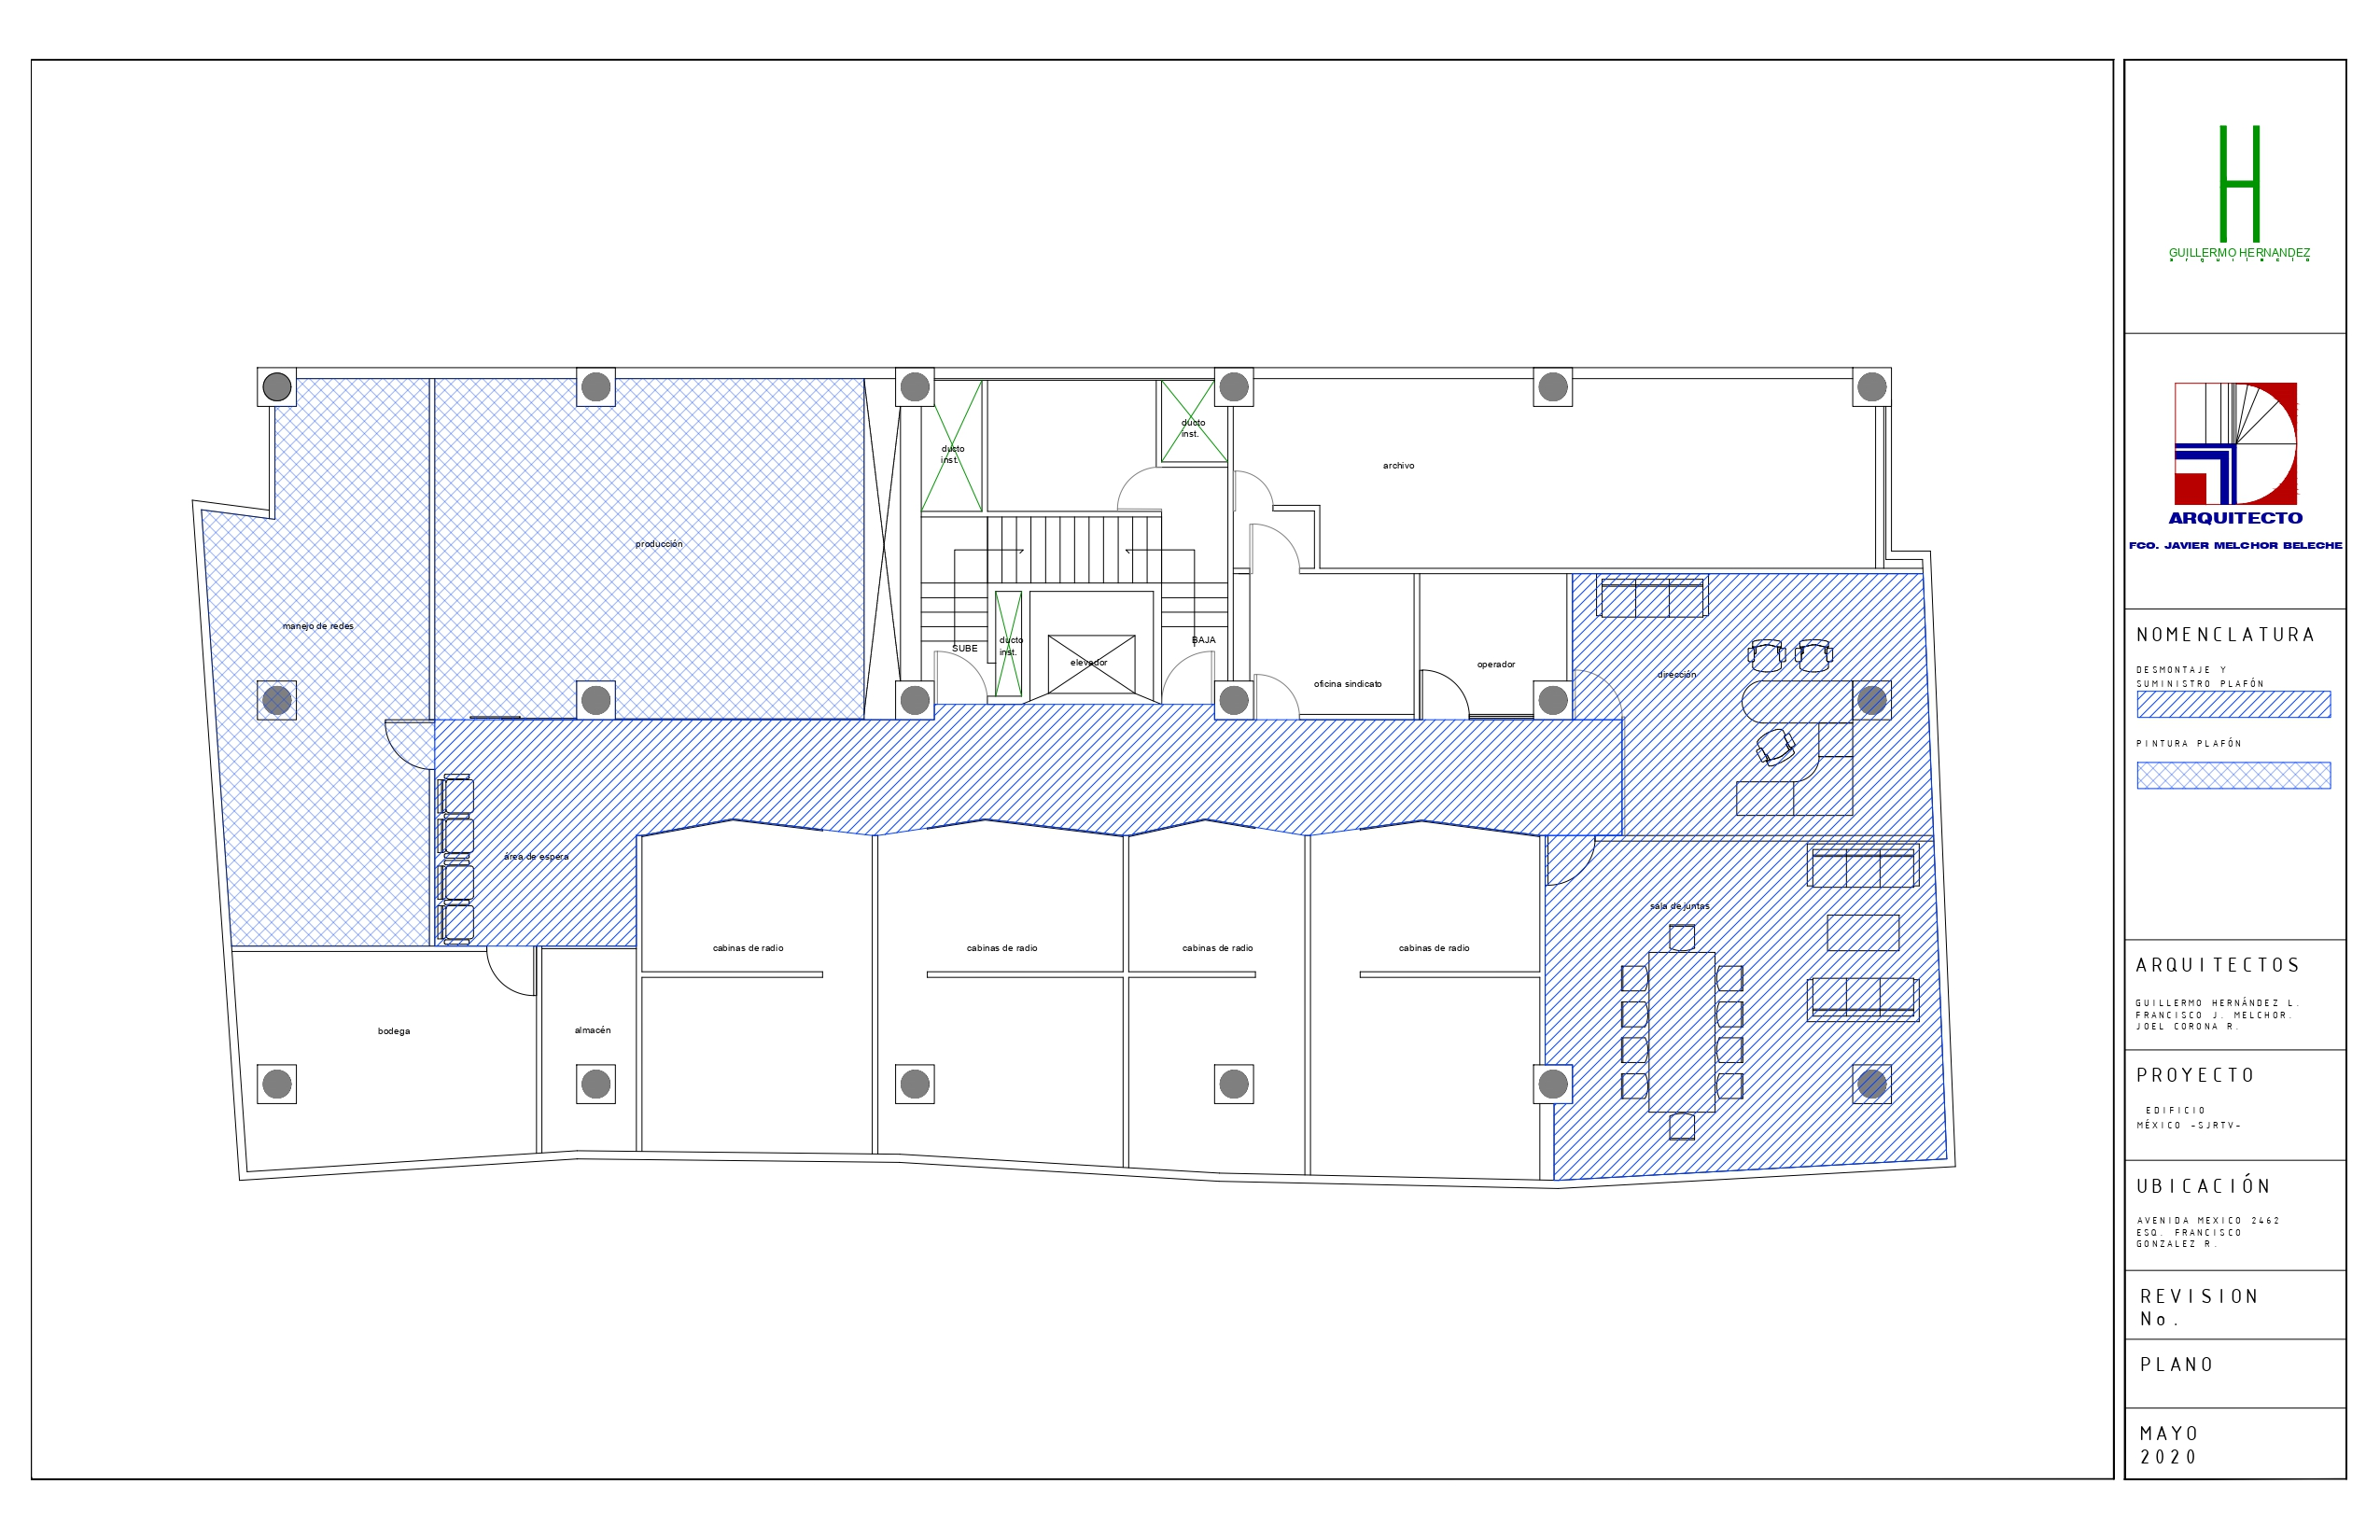 ducto
inst.
ducto
inst.
archivo
producción
manejo de redes
SUBE
ducto
inst.
elevador
BAJA
oficina sindicato
operador
dirección
área de espera
sala de juntas
cabinas de radio
cabinas de radio
cabinas de radio
cabinas de radio
bodega
almacén
H
GUILLERMO HERNANDEZ
arquitecto
ARQUITECTO
FCO. JAVIER MELCHOR BELECHE
NOMENCLATURA
DESMONTAJE Y
SUMINISTRO PLAFÓN
PINTURA PLAFÓN
ARQUITECTOS
GUILLERMO HERNÁNDEZ L.
FRANCISCO J. MELCHOR.
JOEL CORONA R.
PROYECTO
EDIFICIO
MÉXICO -SJRTV-
UBICACIÓN
AVENIDA MEXICO 2462
ESQ. FRANCISCO
GONZALEZ R.
REVISION
No.
PLANO
MAYO
2020